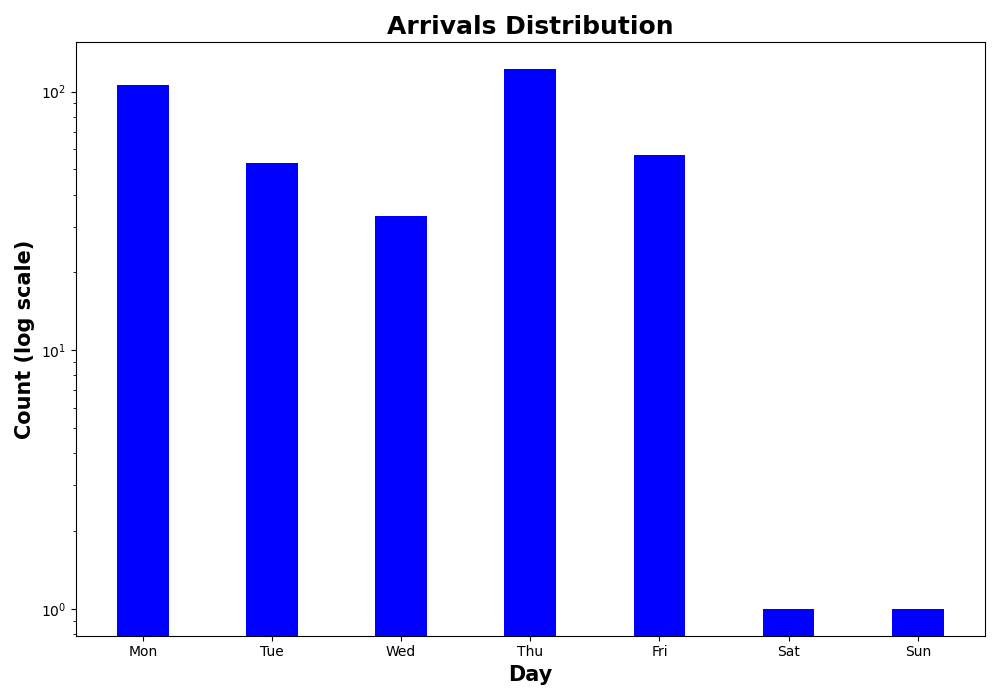 Arrivals Distribution
Count (log scale)
10²
10¹
10⁰
Mon Tue Wed Thu Fri Sat Sun
Day